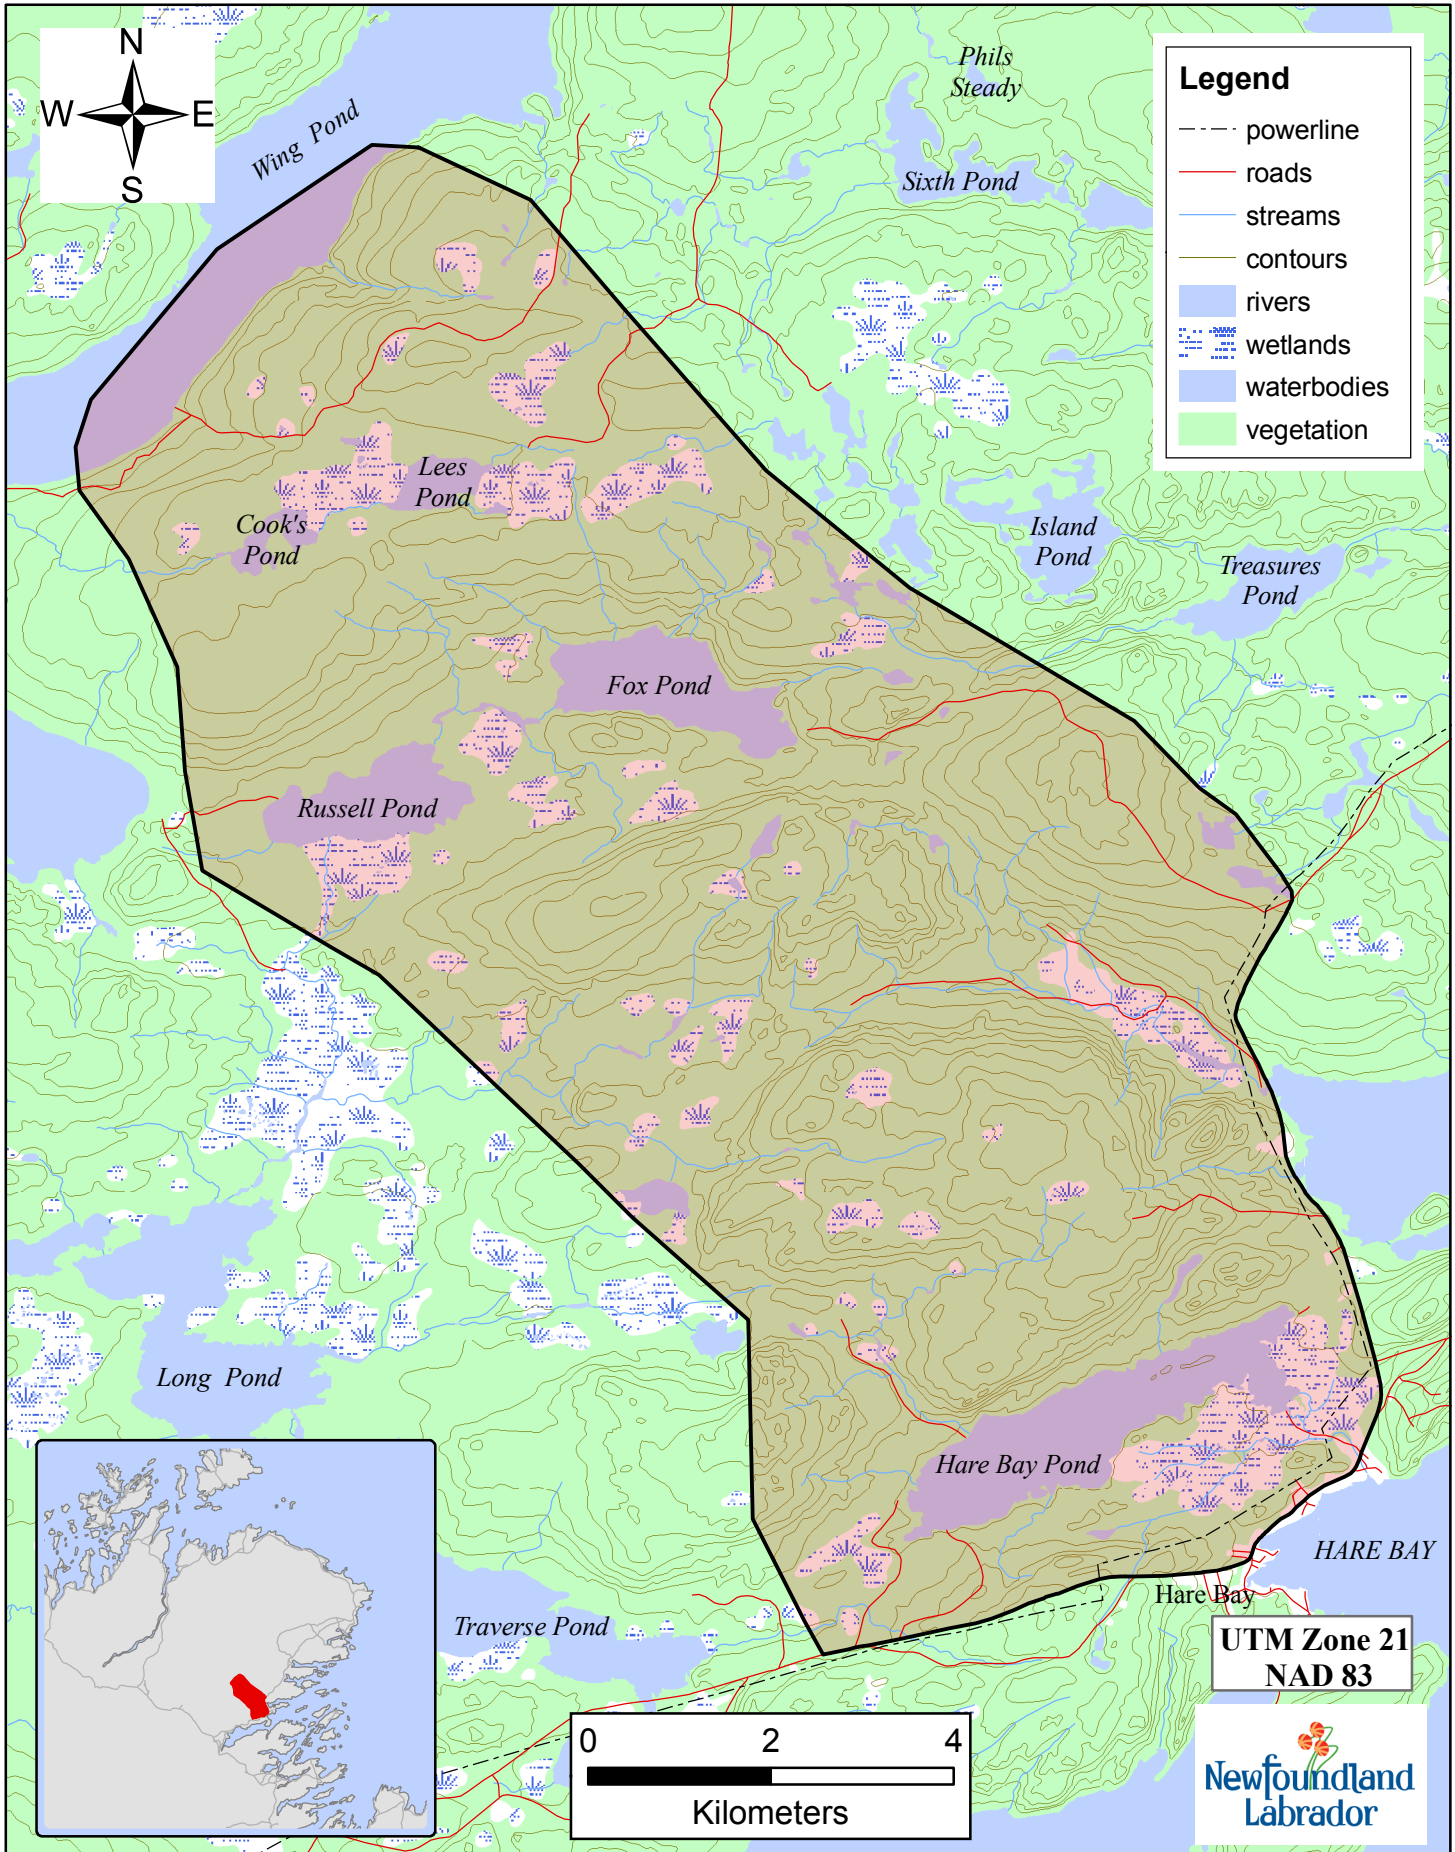 N
W E
S
Wing Pond
Phils
Steady
Sixth Pond
Legend
powerline
roads
streams
contours
rivers
wetlands
waterbodies
vegetation
Lees
Pond
Cook's
Pond
Island
Pond
Treasures
Pond
Fox Pond
Russell Pond
Long Pond
Hare Bay Pond
HARE BAY
Hare Bay
Traverse Pond
UTM Zone 21
NAD 83
0 2 4
Kilometers
Newfoundland
Labrador